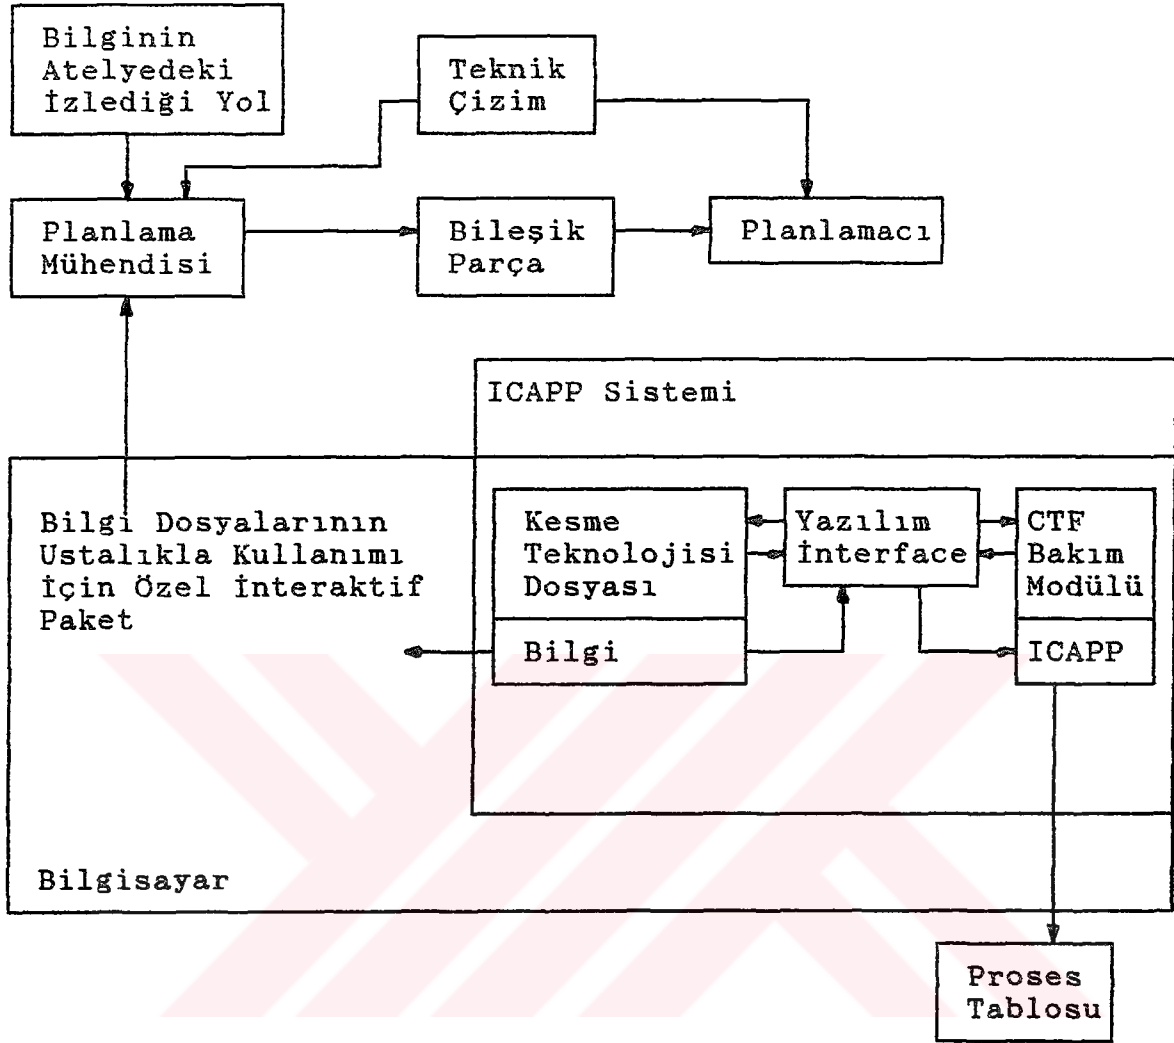 Bilginin
Atelyedeki
İzlediği Yol
Teknik
Çizim
Planlama
Mühendisi
Bileşik
Parça
Planlamacı
ICAPP Sistemi
Bilgi Dosyalarının
Ustalıkla Kullanımı
İçin Özel İnteraktif
Paket
Kesme
Teknolojisi
Dosyası
Bilgi
Yazılım
İnterface
CTF
Bakım
Modülü
ICAPP
Bilgisayar
Proses
Tablosu